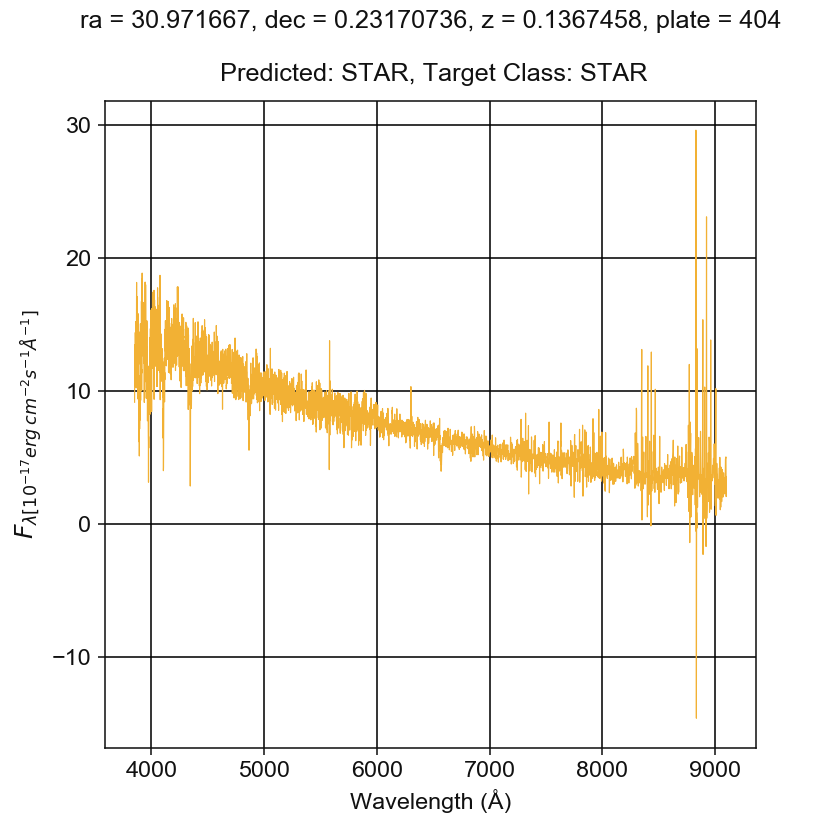 ra = 30.971667, dec = 0.23170736, z = 0.1367458, plate = 404
Predicted: STAR, Target Class: STAR
30
20
10
0
−10
F_{λ[10^{−17} erg cm^{−2} s^{−1} Å^{−1}]}
4000 5000 6000 7000 8000 9000
Wavelength (Å)